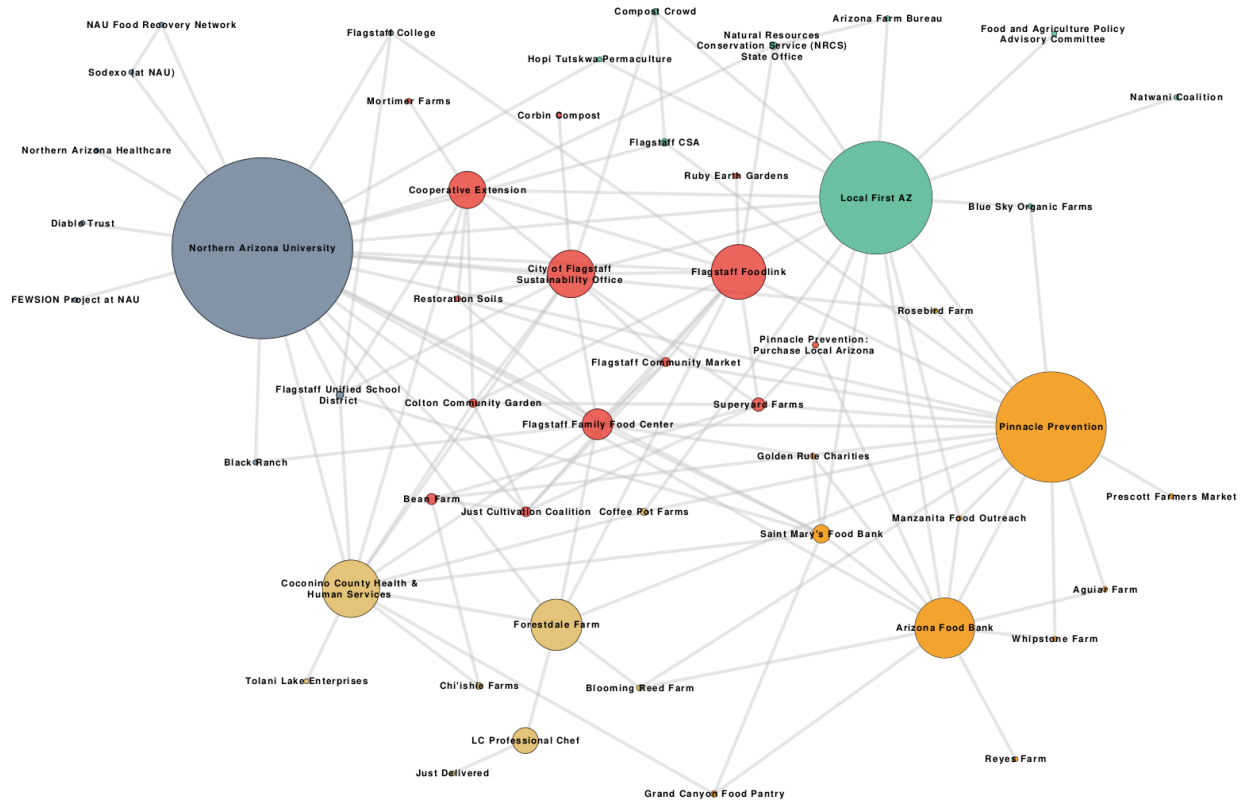 Compost Crowd
Arizona Farm Bureau
NAU Food Recovery Network
Flagstaff College
Natural Resources
Conservation Service (NRCS)
State Office
Food and Agriculture Policy
Advisory Committee
Hopi Tutskwa Permaculture
Sodexo (at NAU)
Mortimer Farms
Natwani Coalition
Corbin Compost
Flagstaff CSA
Northern Arizona Healthcare
Ruby Earth Gardens
Cooperative Extension
Local First AZ
Blue Sky Organic Farms
Diablo Trust
Northern Arizona University
City of Flagstaff
Sustainability Office
Flagstaff Foodlink
FEWSION Project at NAU
Restoration Soils
Rosebird Farm
Pinnacle Prevention:
Purchase Local Arizona
Flagstaff Community Market
Flagstaff Unified School
District
Colton Community Garden
Superyard Farms
Flagstaff Family Food Center
Pinnacle Prevention
Golden Rule Charities
Black Ranch
Bean Farm
Prescott Farmers Market
Just Cultivation Coalition
Coffee Pot Farms
Manzanita Food Outreach
Saint Mary's Food Bank
Coconino County Health &
Human Services
Aguiar Farm
Forestdale Farm
Arizona Food Bank
Whipstone Farm
Tolani Lake Enterprises
Chi'ishie Farms
Blooming Reed Farm
LC Professional Chef
Reyes Farm
Just Delivered
Grand Canyon Food Pantry